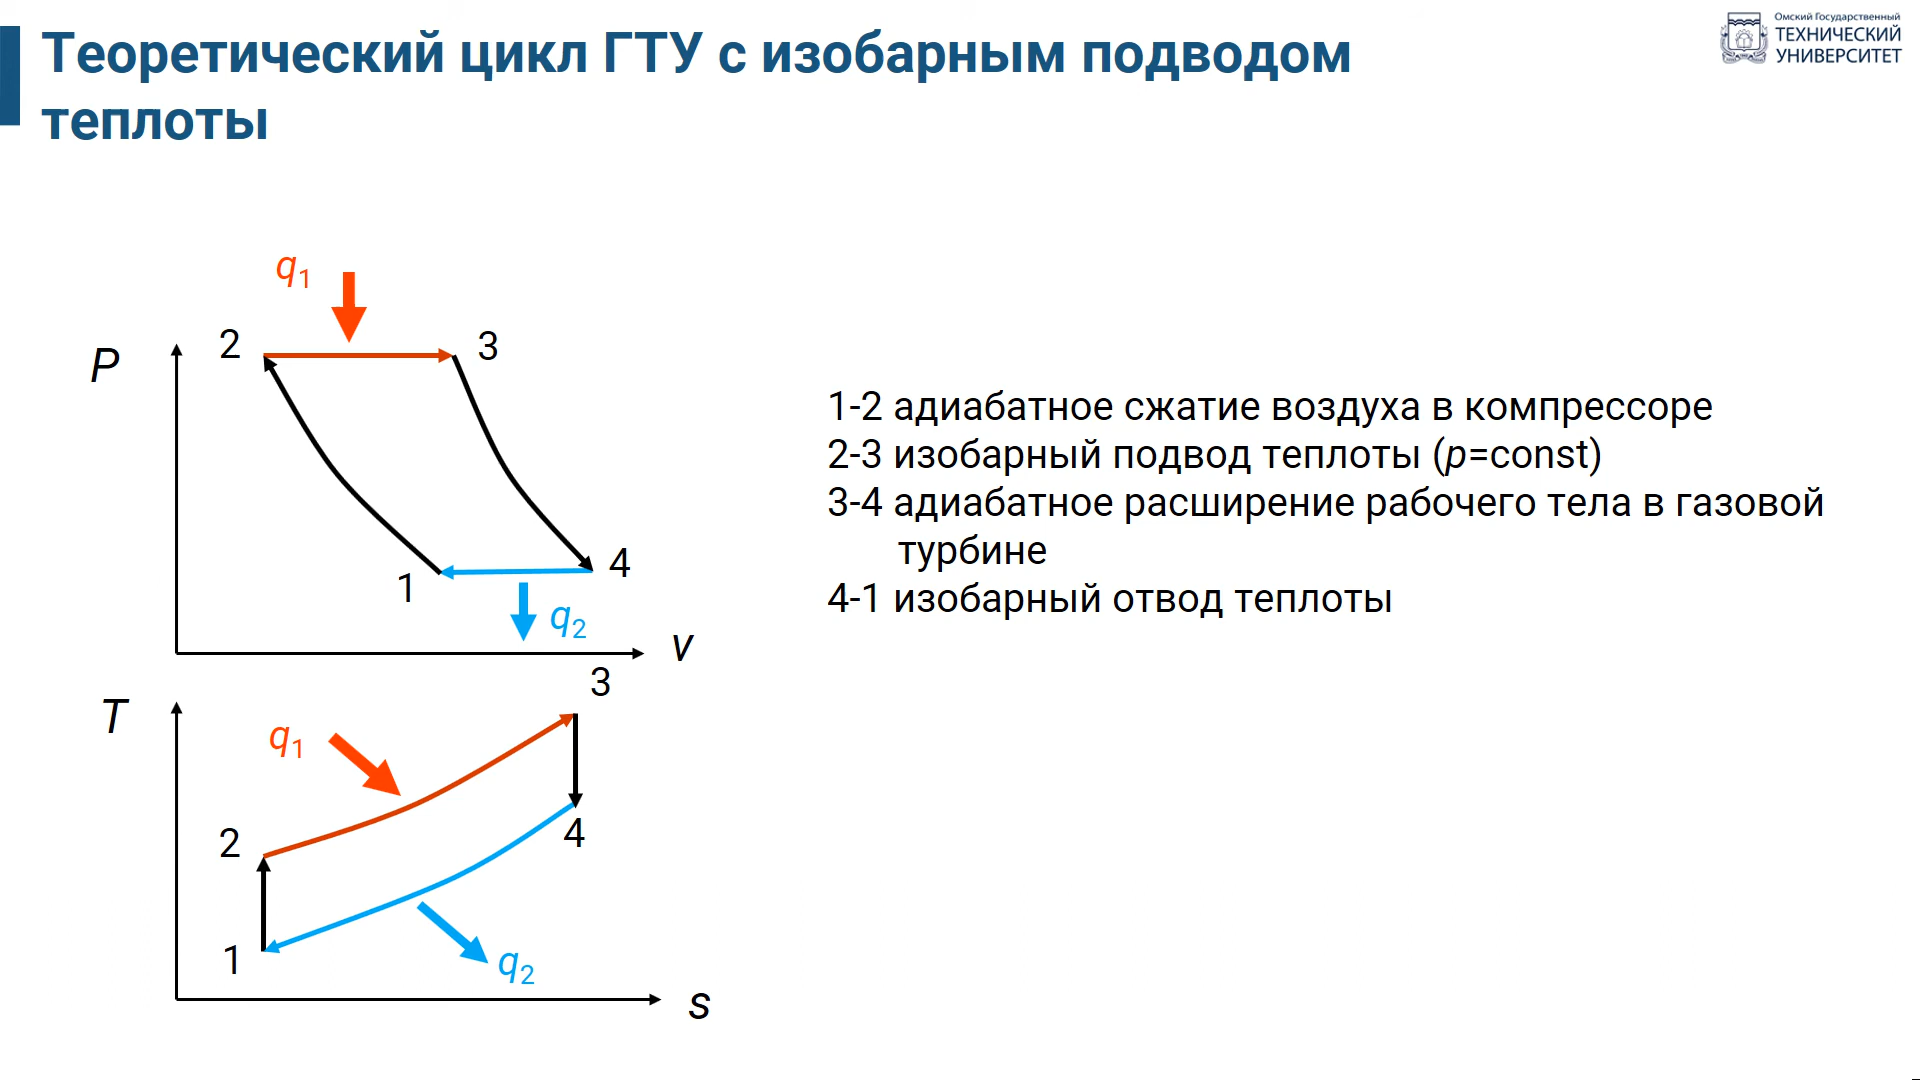 Теоретический цикл ГТУ с изобарным подводом
теплоты
Омский Государственный
ТЕХНИЧЕСКИЙ
УНИВЕРСИТЕТ
q1
P
2
3
1
4
q2
v
1-2 адиабатное сжатие воздуха в компрессоре
2-3 изобарный подвод теплоты (p=const)
3-4 адиабатное расширение рабочего тела в газовой
турбине
4-1 изобарный отвод теплоты
3
T
q1
2
4
1
q2
s